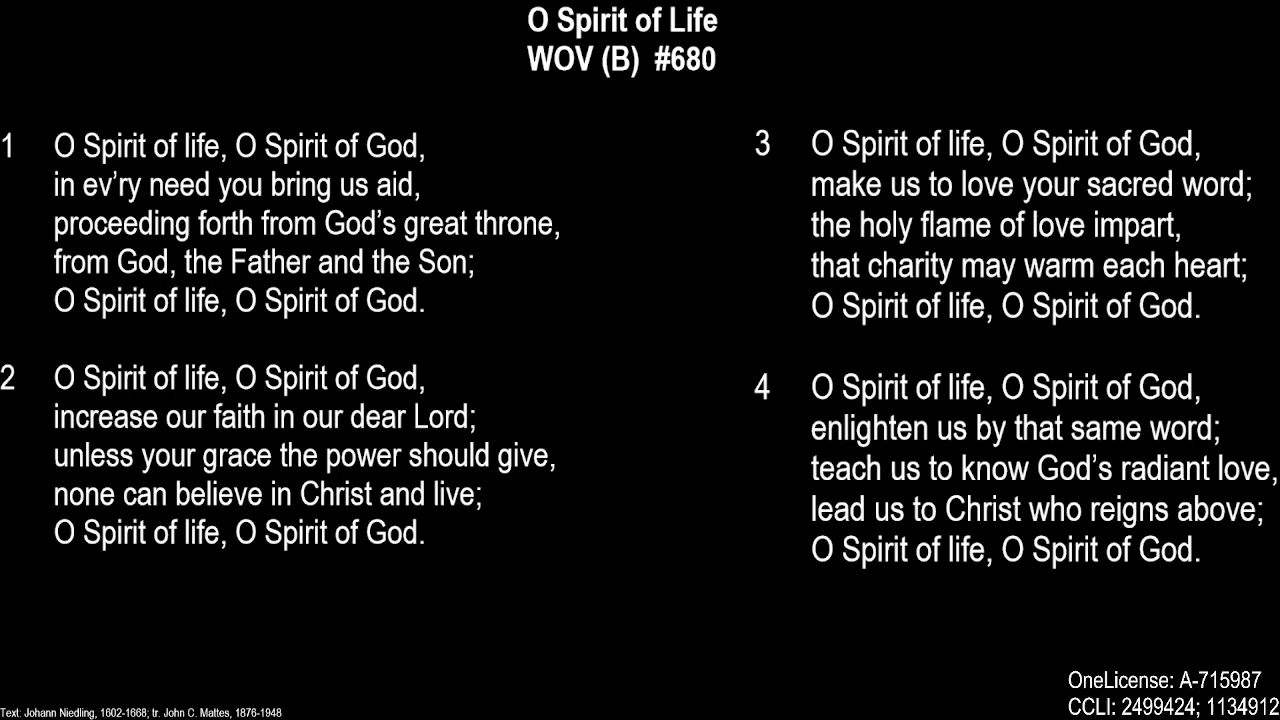 O Spirit of Life
WOV (B)  #680
1 O Spirit of life, O Spirit of God,
in ev’ry need you bring us aid,
proceeding forth from God’s great throne,
from God, the Father and the Son;
O Spirit of life, O Spirit of God.
2 O Spirit of life, O Spirit of God,
increase our faith in our dear Lord;
unless your grace the power should give,
none can believe in Christ and live;
O Spirit of life, O Spirit of God.
3 O Spirit of life, O Spirit of God,
make us to love your sacred word;
the holy flame of love impart,
that charity may warm each heart;
O Spirit of life, O Spirit of God.
4 O Spirit of life, O Spirit of God,
enlighten us by that same word;
teach us to know God’s radiant love,
lead us to Christ who reigns above;
O Spirit of life, O Spirit of God.
Text: Johann Niedling, 1602-1668; tr. John C. Mattes, 1876-1948
OneLicense: A-715987
CCLI: 2499424; 1134912